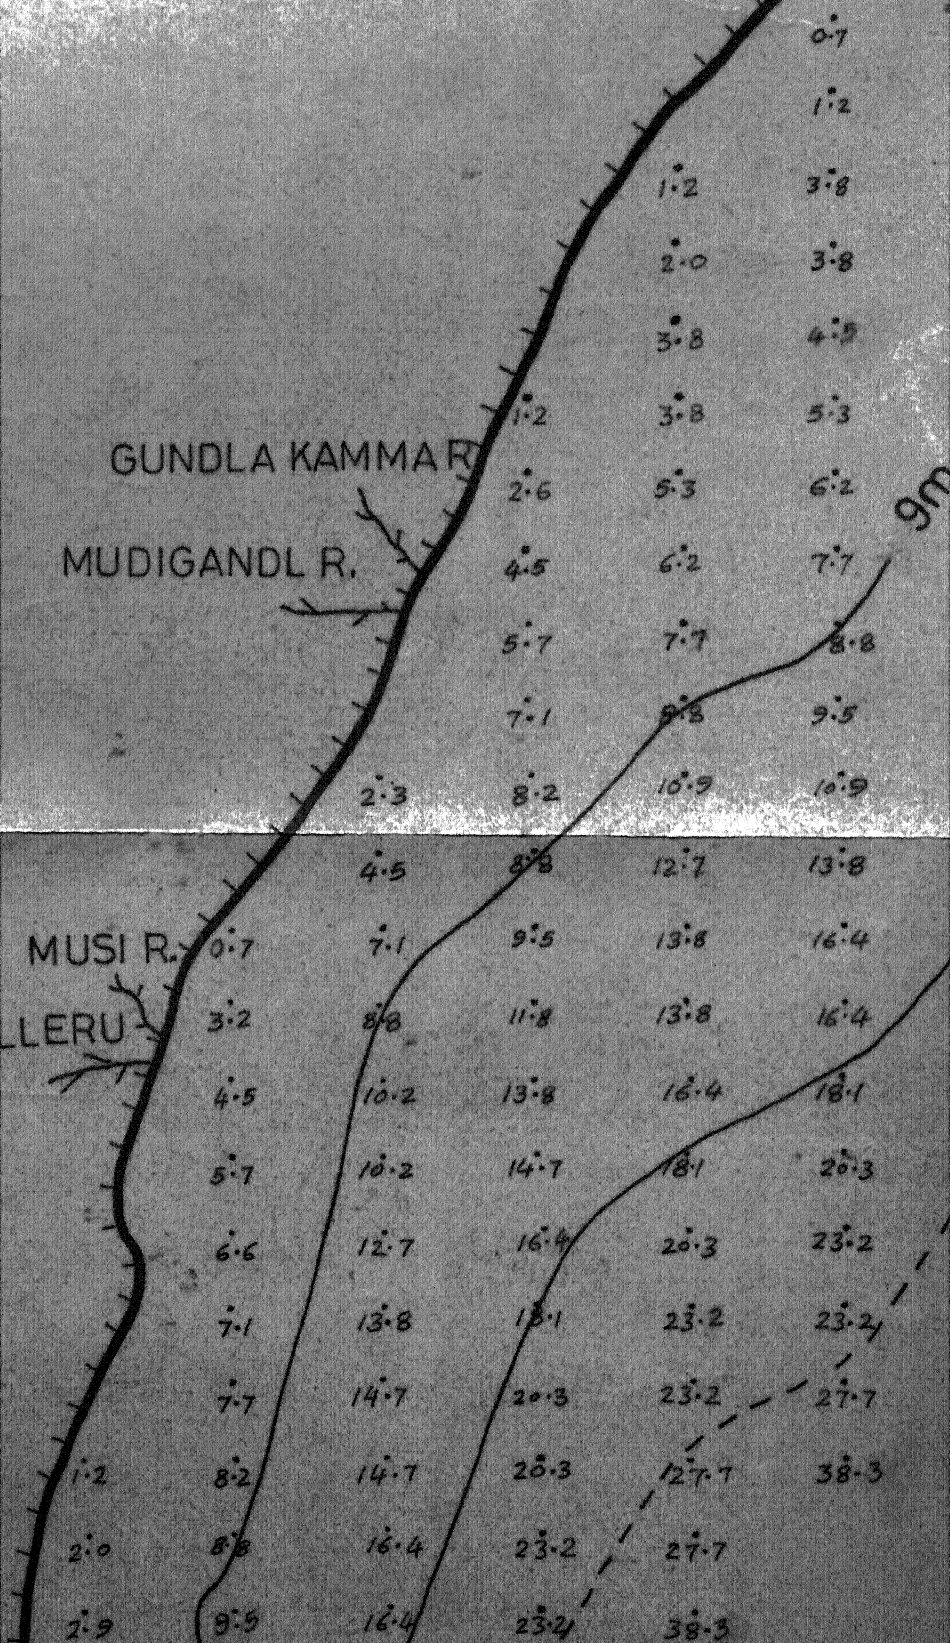 0.7
1.2
1.2 3.8
2.0 3.8
3.8 4.5
1.2 3.8 5.3
GUNDLA KAMMA R
2.6 5.3 6.2
9m
MUDIGANDL R.
4.5 6.2 7.7
5.7 7.7 8.8
7.1 8.8 9.5
2.3 8.2 10.9 10.9
4.5 8.8 12.7 13.8
MUSI R. 0.7 7.1 9.5 13.8 16.4
LLERU 3.2 8.8 11.8 13.8 16.4
4.5 10.2 13.8 16.4 18.1
5.7 10.2 14.7 18.1 20.3
6.6 12.7 16.4 20.3 23.2
7.1 13.8 18.1 23.2 23.2
7.7 14.7 20.3 23.2 27.7
1.2 8.2 14.7 20.3 27.7 38.3
2.0 8.8 16.4 23.2 27.7
2.9 9.5 16.4 23.2 38.3